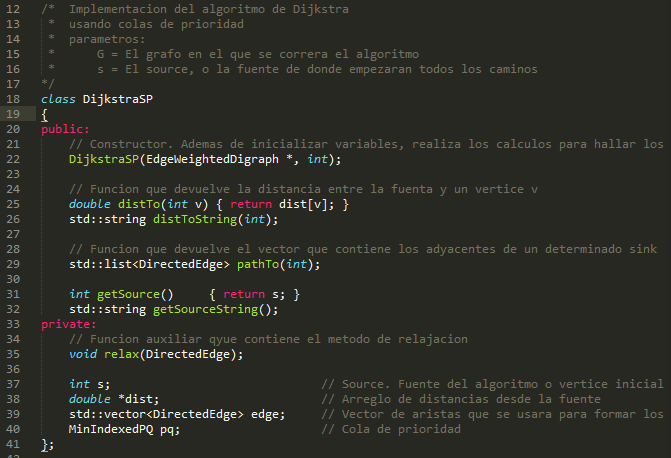 12 /*  Implementacion del algoritmo de Dijkstra
13  *  usando colas de prioridad
14  *  parametros:
15  *      G = El grafo en el que se correra el algoritmo
16  *      s = El source, o la fuente de donde empezaran todos los caminos
17 */
18 class DijkstraSP
19 {
20 public:
21     // Constructor. Ademas de inicializar variables, realiza los calculos para hallar los
22     DijkstraSP(EdgeWeightedDigraph *, int);
23
24     // Funcion que devuelve la distancia entre la fuenta y un vertice v
25     double distTo(int v) { return dist[v]; }
26     std::string distToString(int);
27
28     // Funcion que devuelve el vector que contiene los adyacentes de un determinado sink
29     std::list<DirectedEdge> pathTo(int);
30
31     int getSource()     { return s; }
32     std::string getSourceString();
33 private:
34     // Funcion auxiliar qyue contiene el metodo de relajacion
35     void relax(DirectedEdge);
36
37     int s;                              // Source. Fuente del algoritmo o vertice inicial
38     double *dist;                       // Arreglo de distancias desde la fuente
39     std::vector<DirectedEdge> edge;     // Vector de aristas que se usara para formar los
40     MinIndexedPQ pq;                    // Cola de prioridad
41 };